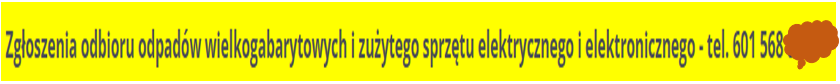 Zgłoszenia odbioru odpadów wielkogabarytowych i zużytego sprzętu elektrycznego i elektronicznego - tel. 601 568